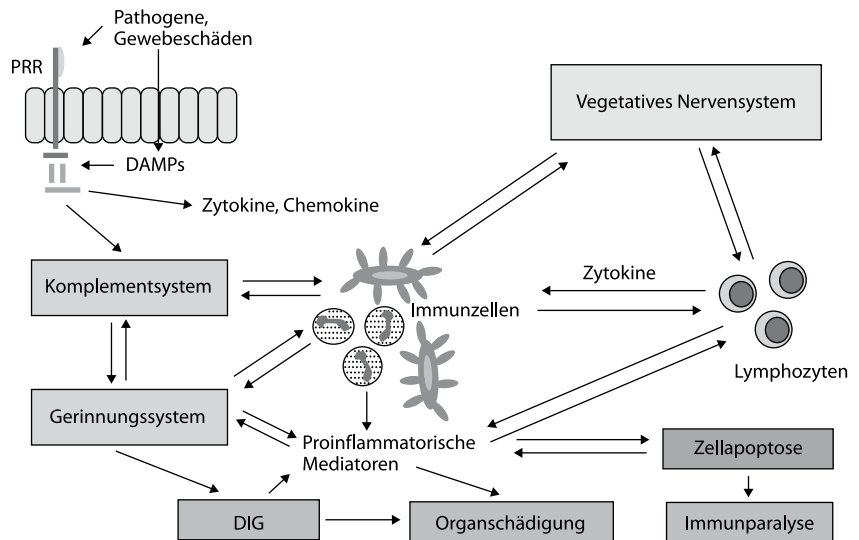 Pathogene,
Gewebeschäden
PRR
DAMPs
Zytokine, Chemokine
Vegetatives Nervensystem
Komplementsystem
Zytokine
Immunzellen
Lymphozyten
Gerinnungssystem
Proinflammatorische
Mediatoren
Zellapoptose
DIG
Organschädigung
Immunparalyse